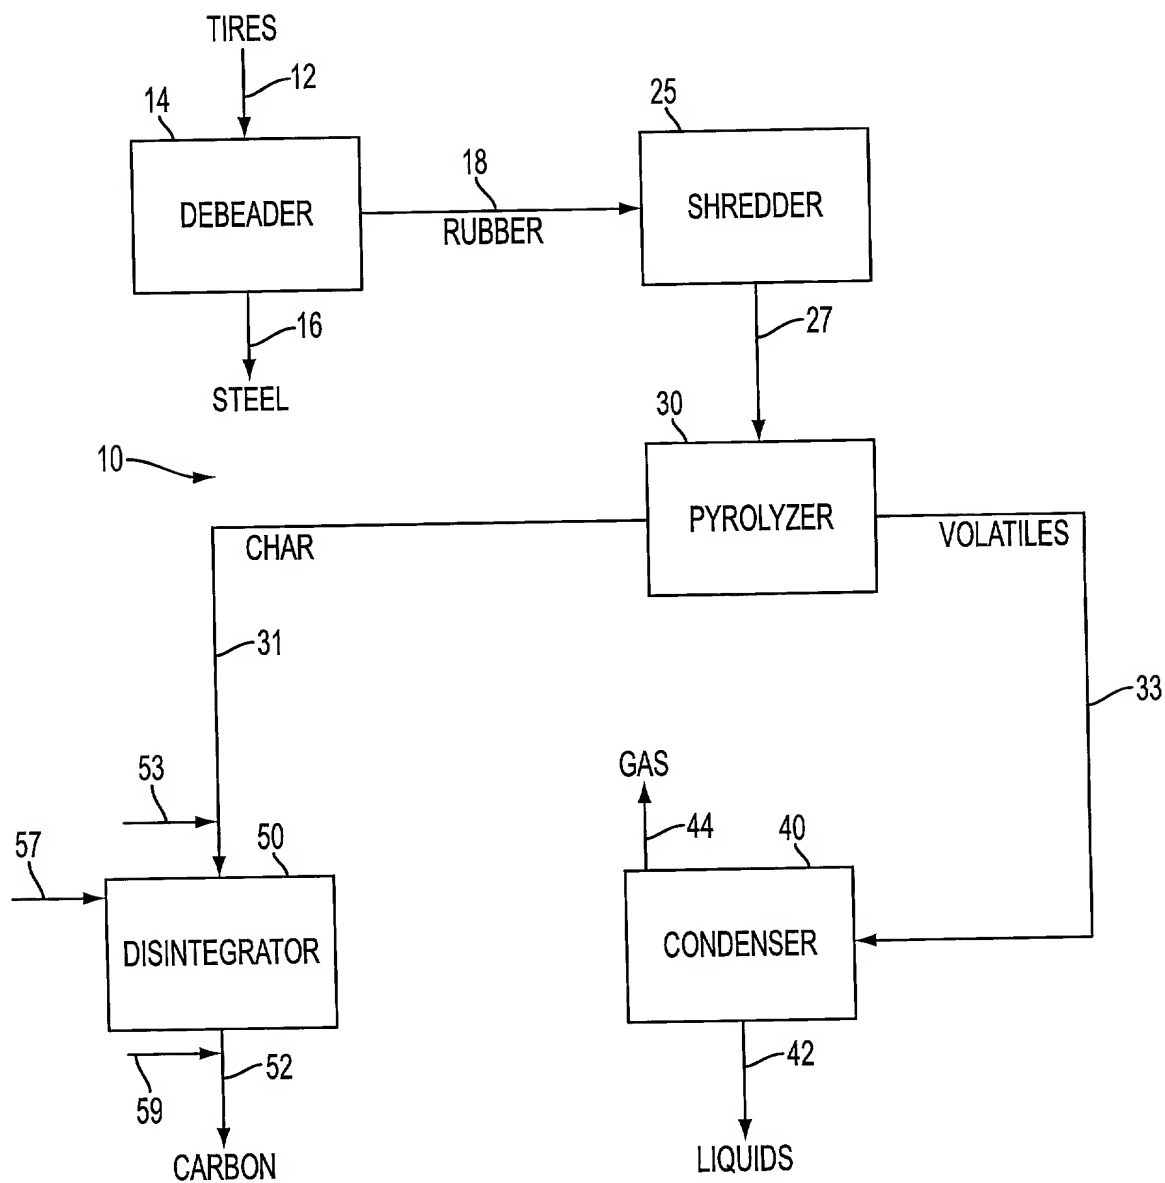 TIRES
12
14
25
DEBEADER
18
RUBBER
SHREDDER
16
27
STEEL
30
10
PYROLYZER
CHAR
VOLATILES
31
33
53
GAS
57
50
44
40
DISINTEGRATOR
CONDENSER
59
52
42
CARBON
LIQUIDS